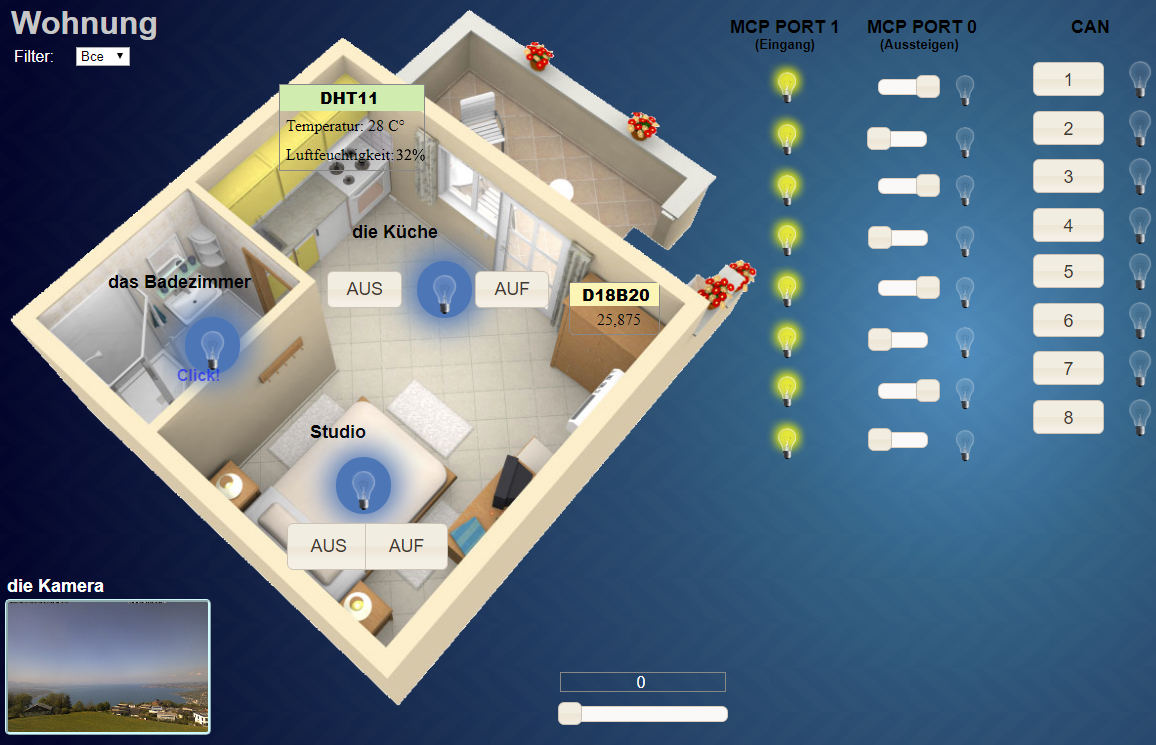 Wohnung
Filter: Все
MCP PORT 1
(Eingang)
MCP PORT 0
(Aussteigen)
CAN
DHT11
Temperatur: 28 C°
Luftfeuchtigkeit:32%
die Küche
AUS
AUF
das Badezimmer
Click!
D18B20
25,875
Studio
AUS
AUF
1
2
3
4
5
6
7
8
die Kamera
0